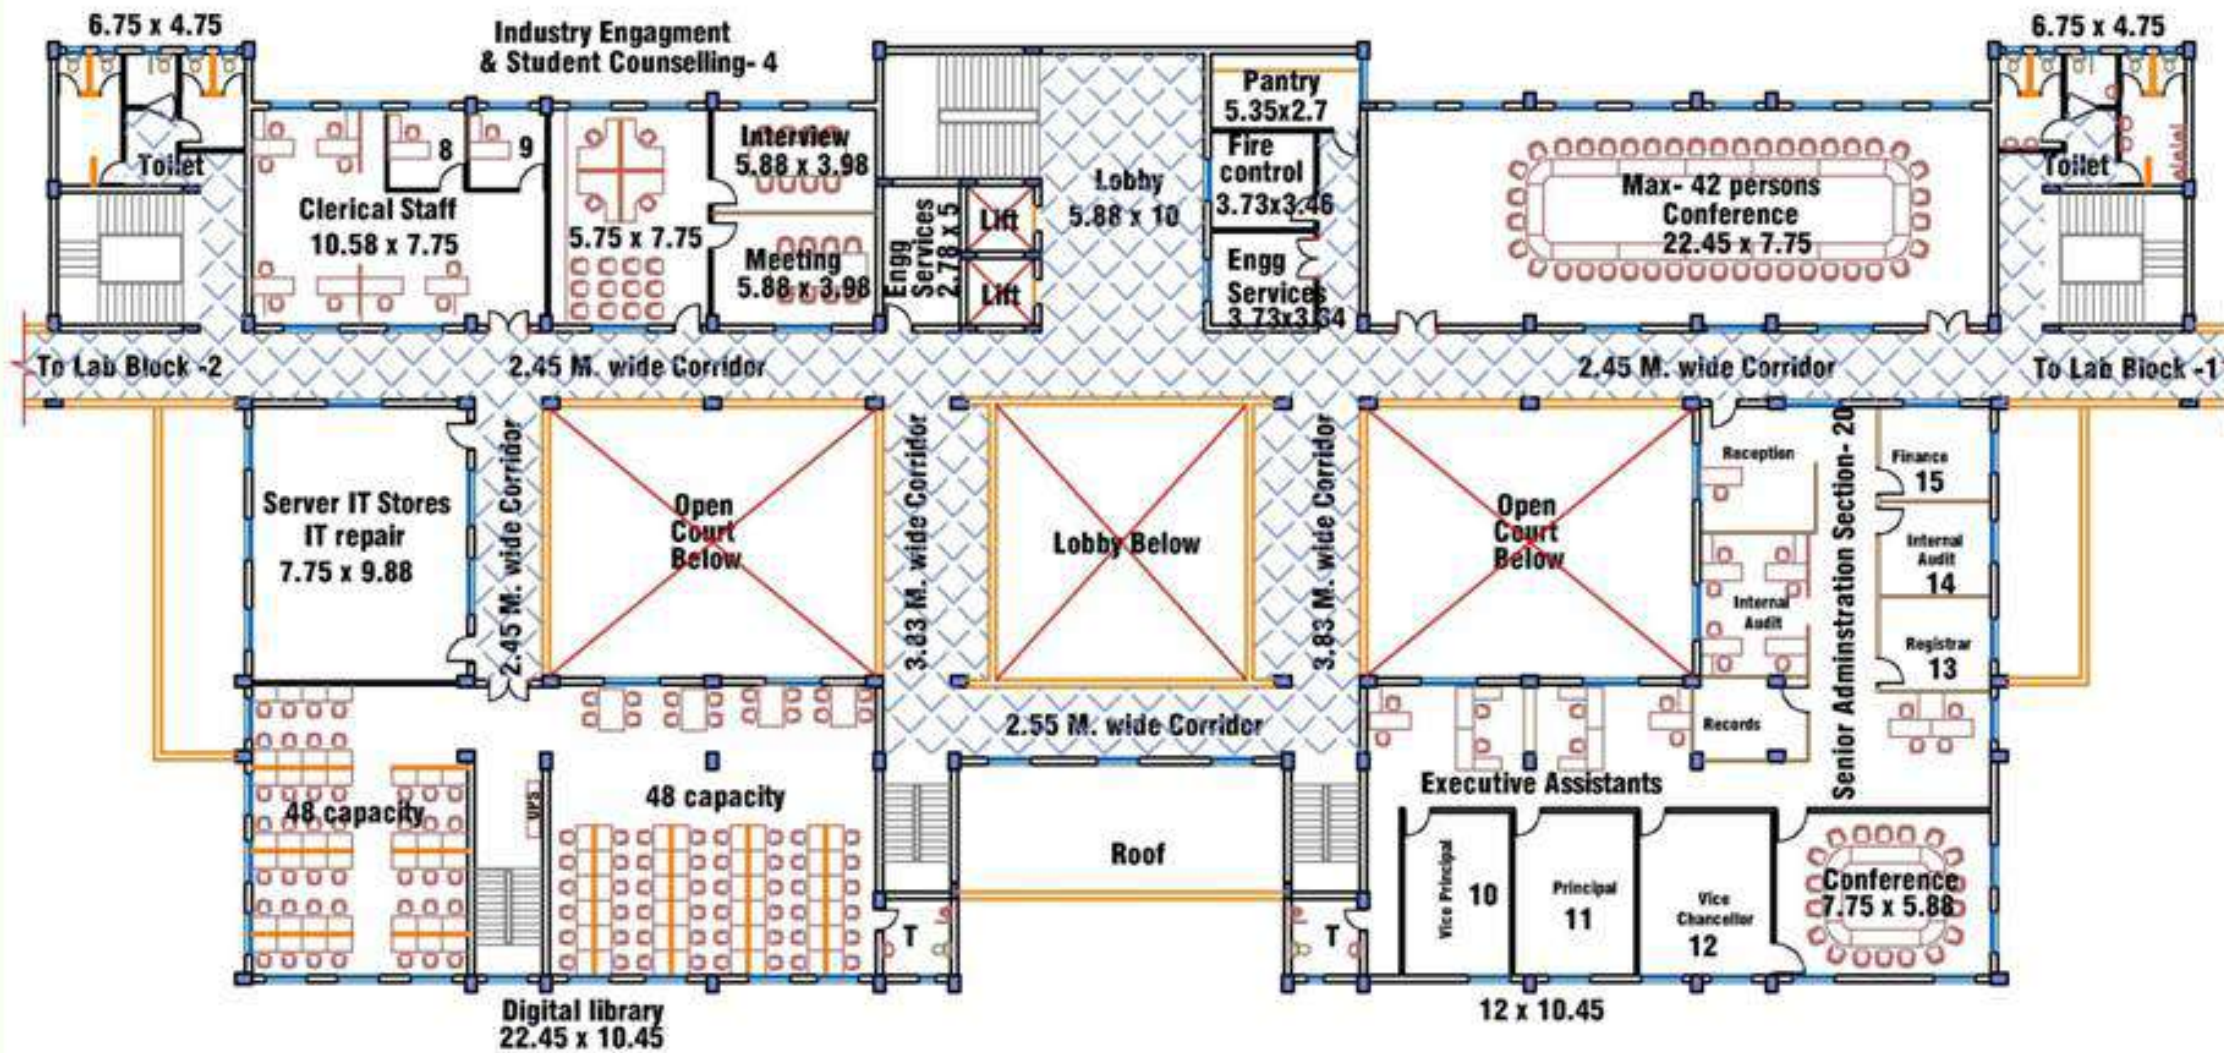 6.75 x 4.75
Industry Engagment
& Student Counselling- 4
6.75 x 4.75
Toilet
Clerical Staff
10.58 x 7.75
8
9
5.75 x 7.75
Interview
5.88 x 3.98
Meeting
5.88 x 3.98
Engg
Services
2.78 x 5
Lift
Lift
Lobby
5.88 x 10
Pantry
5.35x2.7
Fire
control
3.73x3.46
Engg
Services
3.73x3.34
Max- 42 persons
Conference
22.45 x 7.75
Toilet
To Lab Block -2
2.45 M. wide Corridor
2.45 M. wide Corridor
To Lab Block -1
Server IT Stores
IT repair
7.75 x 9.88
2.45 M. wide Corridor
Open
Court
Below
3.83 M. wide Corridor
Lobby Below
3.83 M. wide Corridor
Open
Court
Below
Reception
Internal
Audit
Records
Senior Adminstration Section- 20
Finance
15
Internal
Audit
14
Registrar
13
2.55 M. wide Corridor
48 capacity
UPS
48 capacity
Roof
T
T
Executive Assistants
Vice Principal
10
Principal
11
Vice
Chancellor
12
Conference
7.75 x 5.88
Digital library
22.45 x 10.45
12 x 10.45